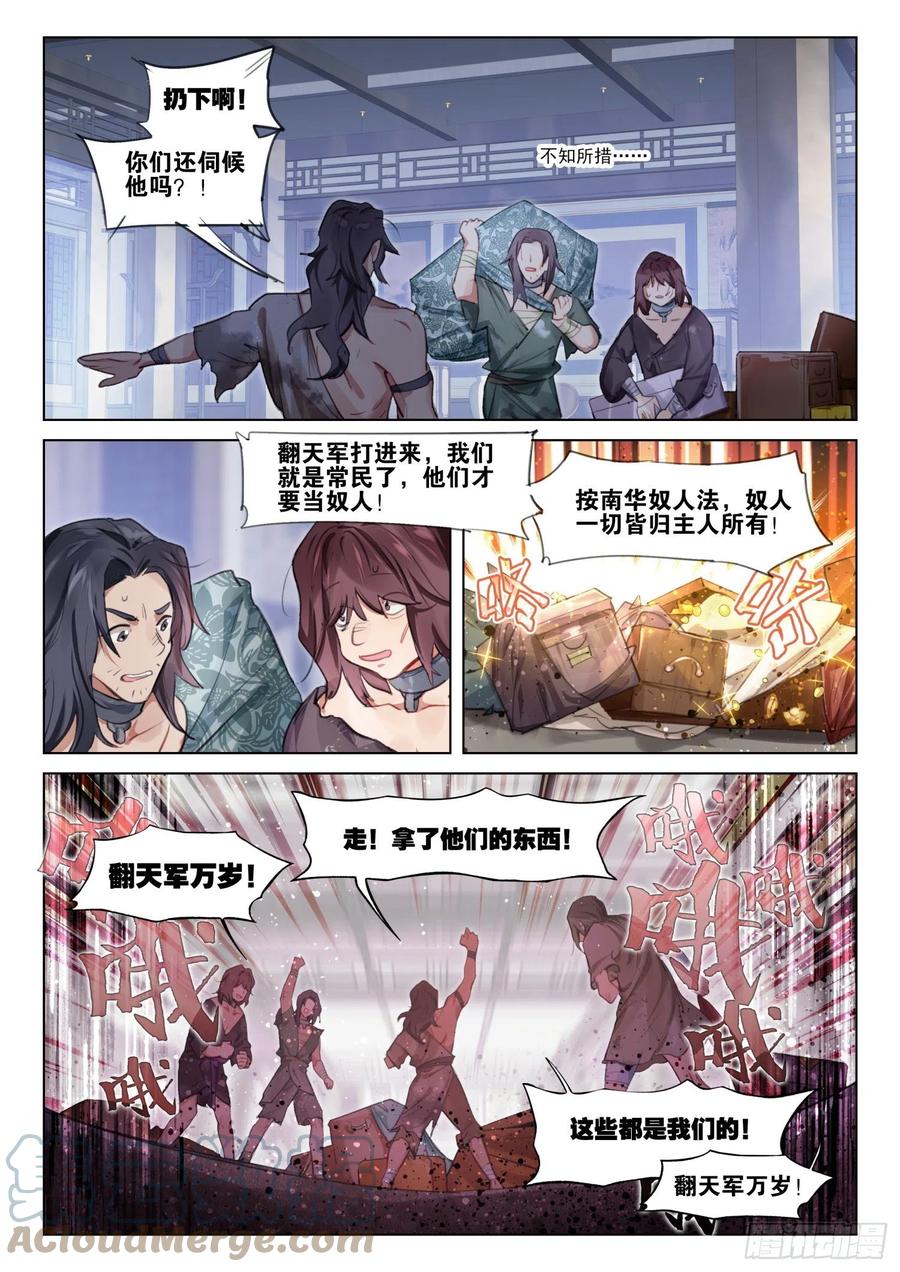 扔下啊！
你们还伺候
他吗？！
不知所措……
翻天军打进来，我们
就是常民了，他们才
要当奴人！
按南华奴人法，奴人
一切皆归主人所有！
咚
咚
走！拿了他们的东西！
翻天军万岁！
哦
哦
哦
哦
哦
哦
这些都是我们的！
翻天军万岁！
AcloudMerge.com
腾讯动漫